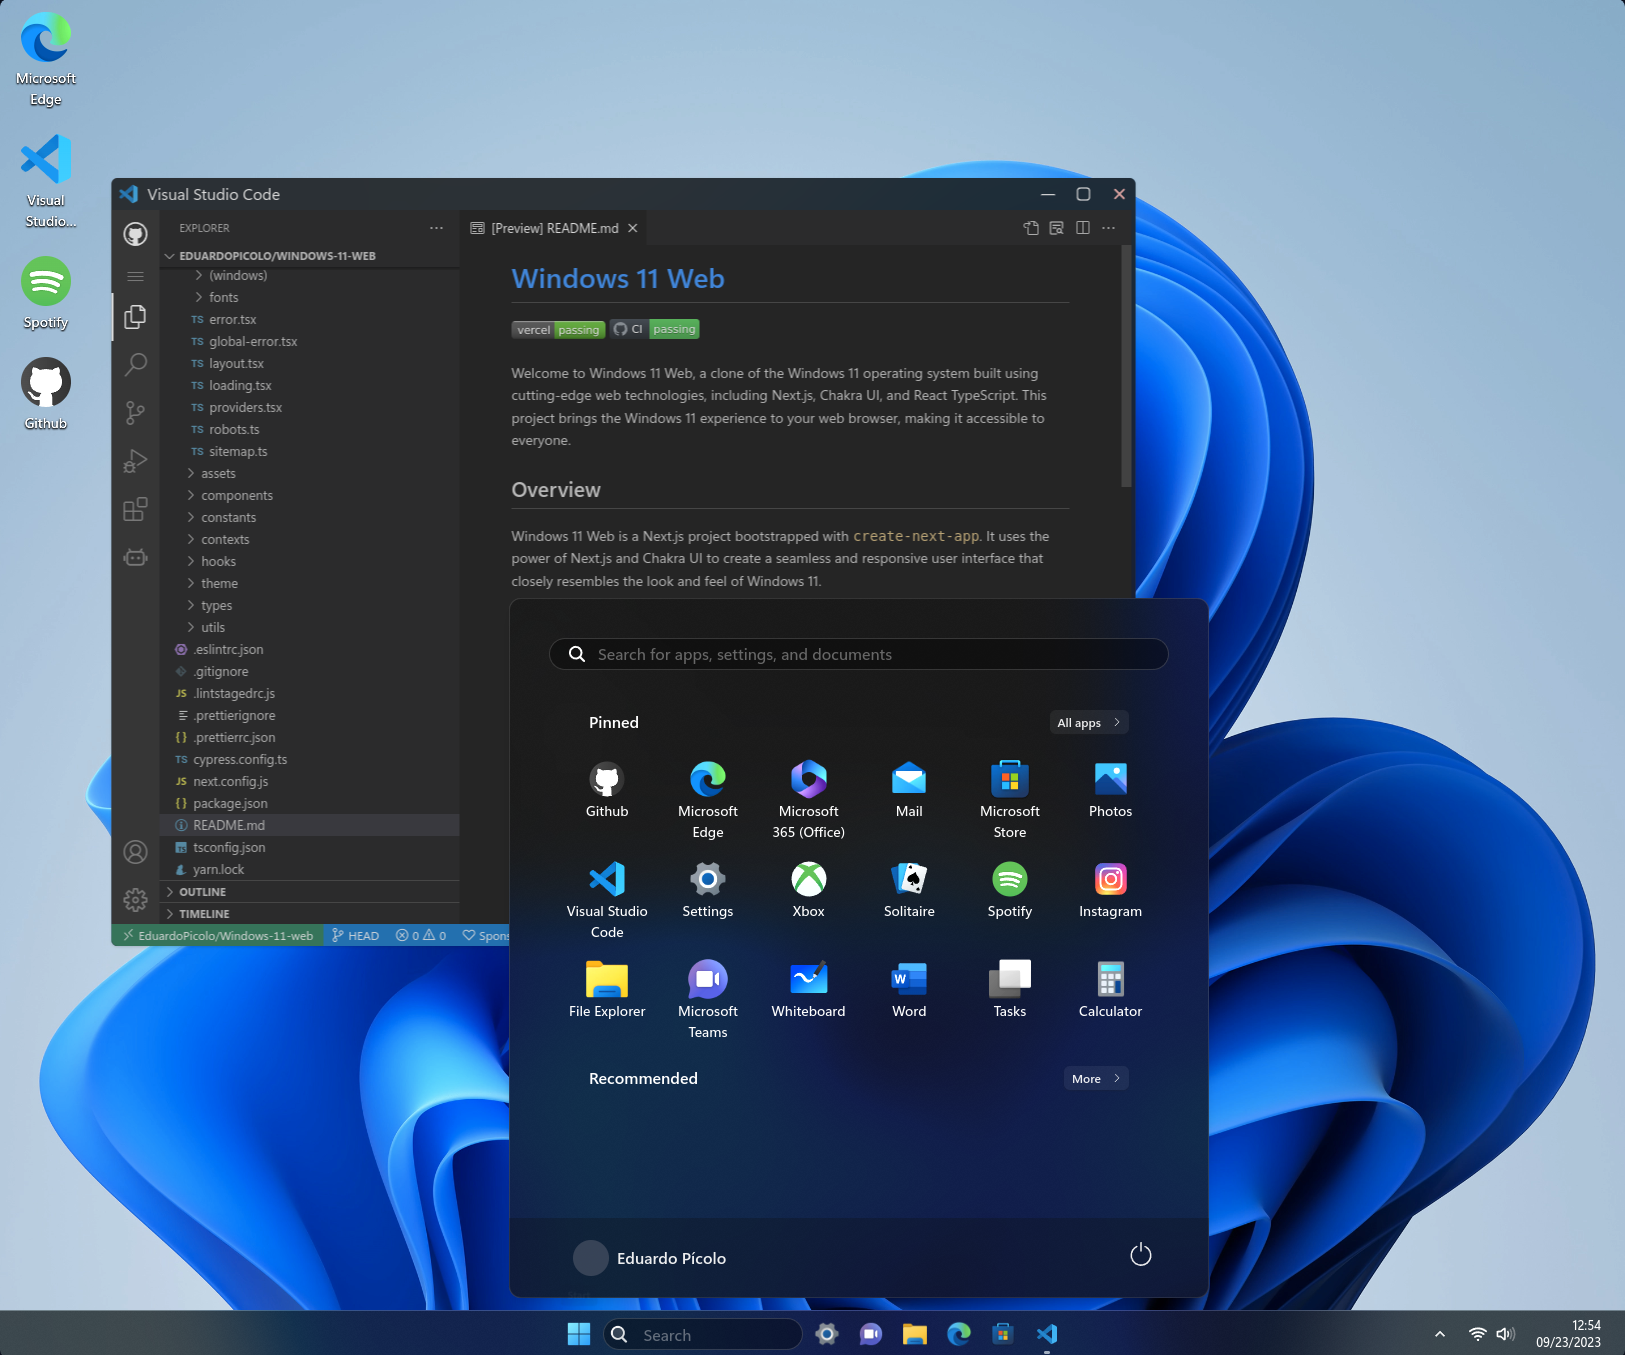 Microsoft
Edge
Visual
Studio...
Spotify
Github
Visual Studio Code
EXPLORER
EDUARDOPICOLO/WINDOWS-11-WEB
(windows)
fonts
TS error.tsx
TS global-error.tsx
TS layout.tsx
TS loading.tsx
TS providers.tsx
TS robots.ts
TS sitemap.ts
assets
components
constants
contexts
hooks
theme
types
utils
.eslintrc.json
.gitignore
JS .lintstagedrc.js
.prettierignore
{} .prettierrc.json
TS cypress.config.ts
JS next.config.js
{} package.json
README.md
tsconfig.json
yarn.lock
OUTLINE
TIMELINE
EduardoPicolo/Windows-11-web HEAD 0 0 Spons
[Preview] README.md
Windows 11 Web
vercel passing CI passing
Welcome to Windows 11 Web, a clone of the Windows 11 operating system built using
cutting-edge web technologies, including Next.js, Chakra UI, and React TypeScript. This
project brings the Windows 11 experience to your web browser, making it accessible to
everyone.
Overview
Windows 11 Web is a Next.js project bootstrapped with create-next-app. It uses the
power of Next.js and Chakra UI to create a seamless and responsive user interface that
closely resembles the look and feel of Windows 11.
Search for apps, settings, and documents
Pinned
All apps
Github
Microsoft
Edge
Microsoft
365 (Office)
Mail
Microsoft
Store
Photos
Visual Studio
Code
Settings
Xbox
Solitaire
Spotify
Instagram
File Explorer
Microsoft
Teams
Whiteboard
W
Word
Tasks
Calculator
Recommended
More
Eduardo Pícolo
Search
12:54
09/23/2023